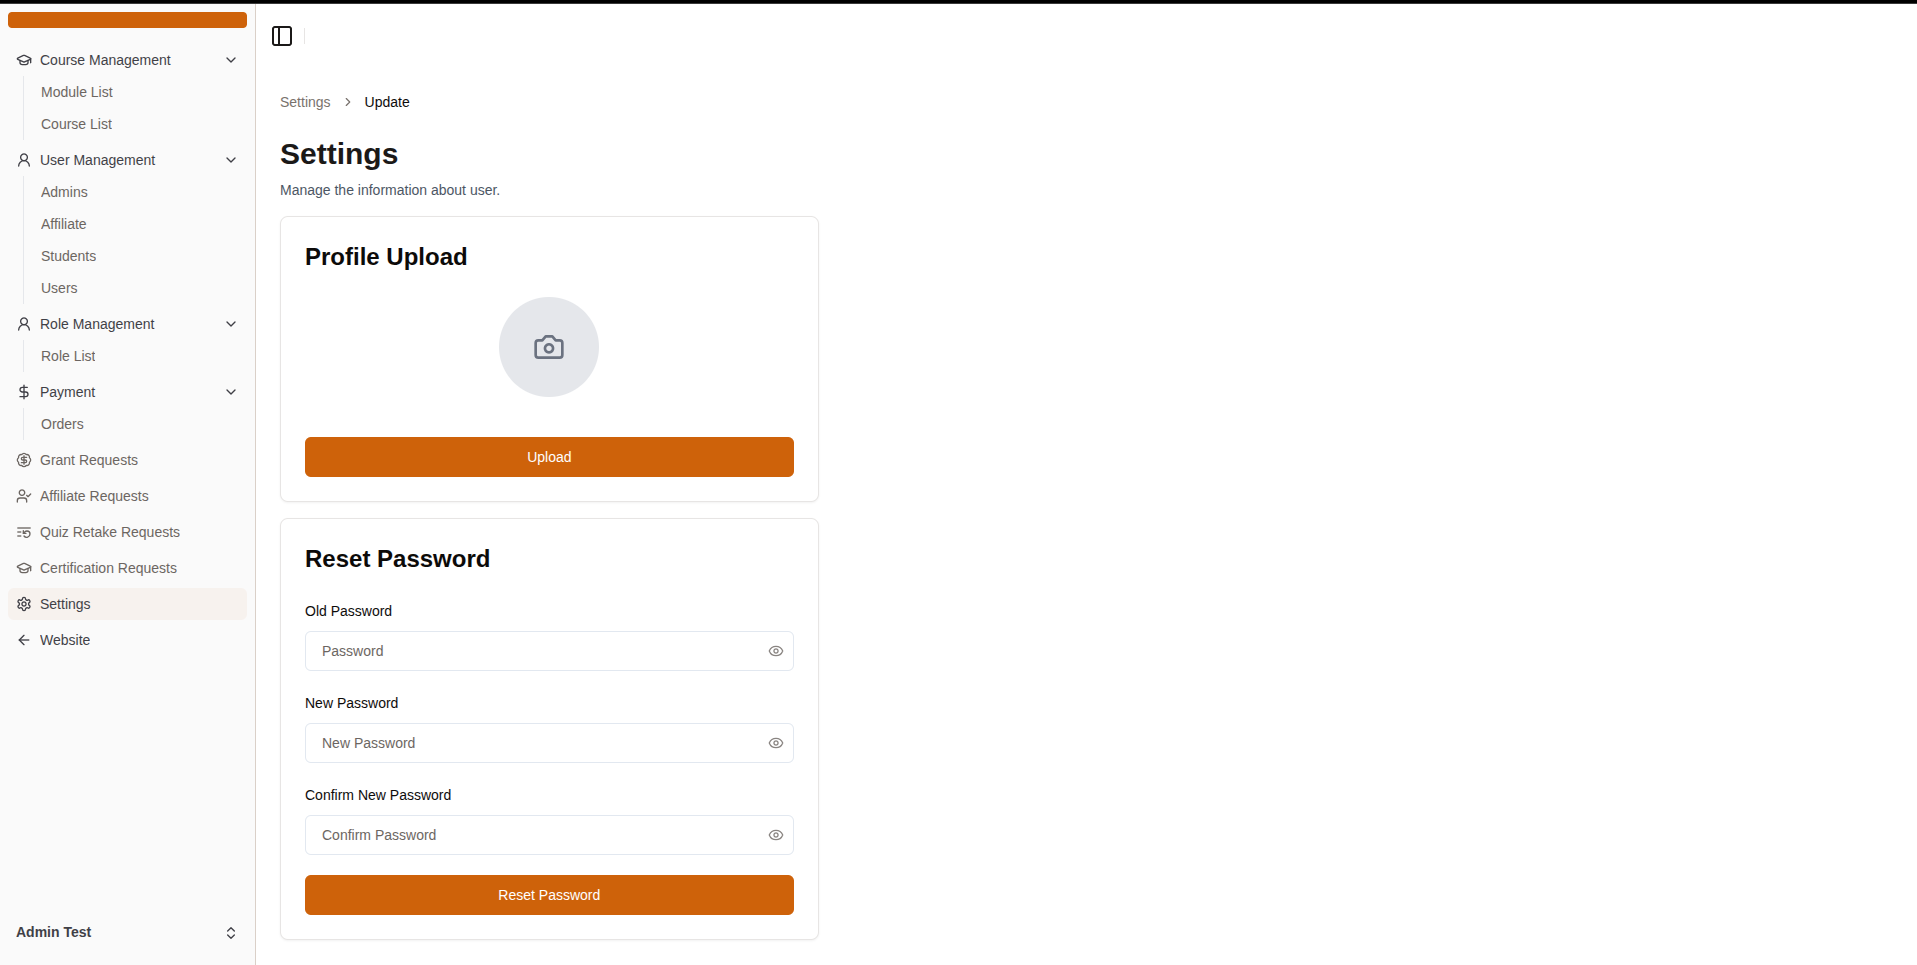 Course Management
Module List
Course List
User Management
Admins
Affiliate
Students
Users
Role Management
Role List
Payment
Orders
Grant Requests
Affiliate Requests
Quiz Retake Requests
Certification Requests
Settings
Website
Admin Test
Settings > Update
Settings
Manage the information about user.
Profile Upload
Upload
Reset Password
Old Password
Password
New Password
New Password
Confirm New Password
Confirm Password
Reset Password